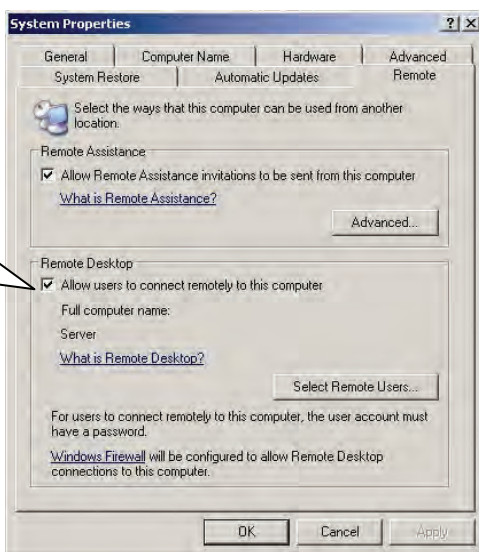 System Properties
General Computer Name Hardware Advanced
System Restore Automatic Updates Remote
Select the ways that this computer can be used from another
location.
Remote Assistance
Allow Remote Assistance invitations to be sent from this computer
What is Remote Assistance?
Advanced...
Remote Desktop
Allow users to connect remotely to this computer
Full computer name:
Server
What is Remote Desktop?
Select Remote Users...
For users to connect remotely to this computer, the user account must
have a password.
Windows Firewall will be configured to allow Remote Desktop
connections to this computer.
OK Cancel Apply